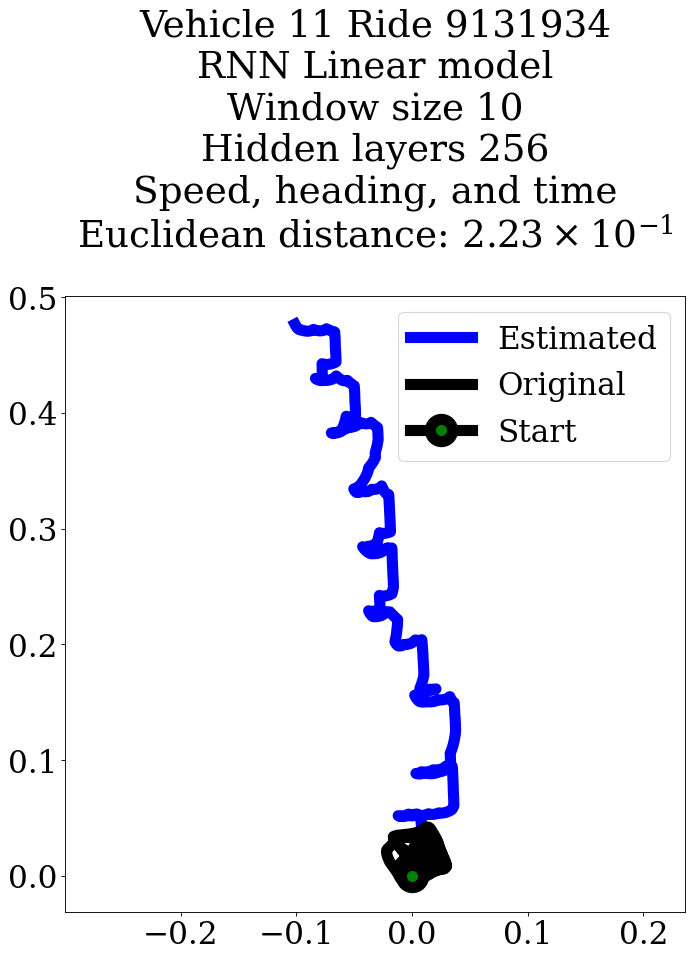 Vehicle 11 Ride 9131934
RNN Linear model
Window size 10
Hidden layers 256
Speed, heading, and time
Euclidean distance: 2.23 × 10⁻¹
Estimated
Original
Start
0.5
0.4
0.3
0.2
0.1
0.0
−0.2 −0.1 0.0 0.1 0.2